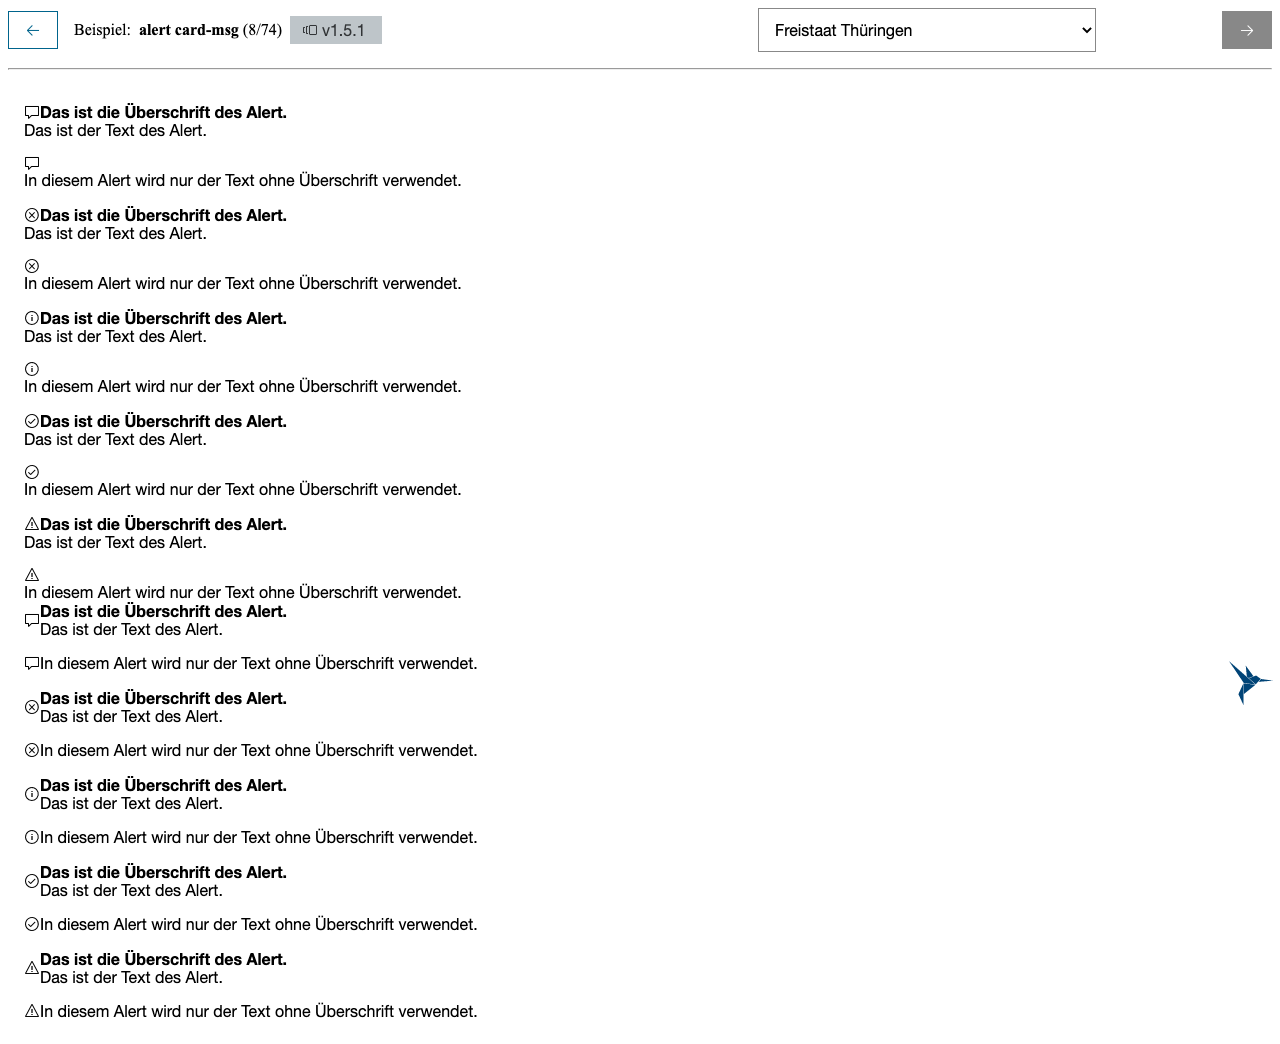 Beispiel: alert card-msg (8/74) v1.5.1 Freistaat Thüringen
Das ist die Überschrift des Alert.
Das ist der Text des Alert.
In diesem Alert wird nur der Text ohne Überschrift verwendet.
Das ist die Überschrift des Alert.
Das ist der Text des Alert.
In diesem Alert wird nur der Text ohne Überschrift verwendet.
Das ist die Überschrift des Alert.
Das ist der Text des Alert.
In diesem Alert wird nur der Text ohne Überschrift verwendet.
Das ist die Überschrift des Alert.
Das ist der Text des Alert.
In diesem Alert wird nur der Text ohne Überschrift verwendet.
Das ist die Überschrift des Alert.
Das ist der Text des Alert.
In diesem Alert wird nur der Text ohne Überschrift verwendet.
Das ist die Überschrift des Alert.
Das ist der Text des Alert.
In diesem Alert wird nur der Text ohne Überschrift verwendet.
Das ist die Überschrift des Alert.
Das ist der Text des Alert.
In diesem Alert wird nur der Text ohne Überschrift verwendet.
Das ist die Überschrift des Alert.
Das ist der Text des Alert.
In diesem Alert wird nur der Text ohne Überschrift verwendet.
Das ist die Überschrift des Alert.
Das ist der Text des Alert.
In diesem Alert wird nur der Text ohne Überschrift verwendet.
Das ist die Überschrift des Alert.
Das ist der Text des Alert.
In diesem Alert wird nur der Text ohne Überschrift verwendet.